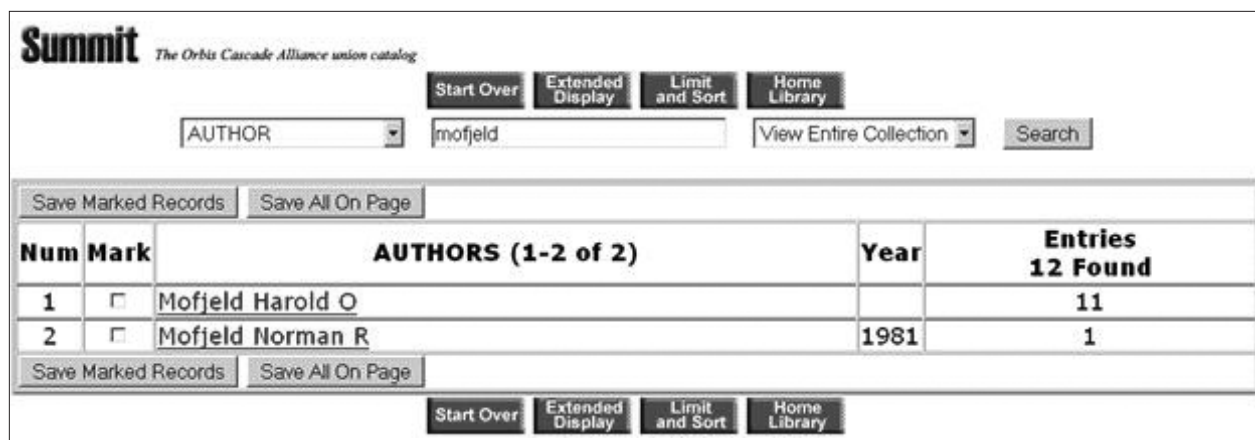 Summit The Orbis Cascade Alliance union catalog
Start Over Extended Display Limit and Sort Home Library
AUTHOR mofjeld View Entire Collection Search
Save Marked Records Save All On Page
Num Mark AUTHORS (1-2 of 2) Year Entries 12 Found
1 Mofjeld Harold O 11
2 Mofjeld Norman R 1981 1
Save Marked Records Save All On Page
Start Over Extended Display Limit and Sort Home Library